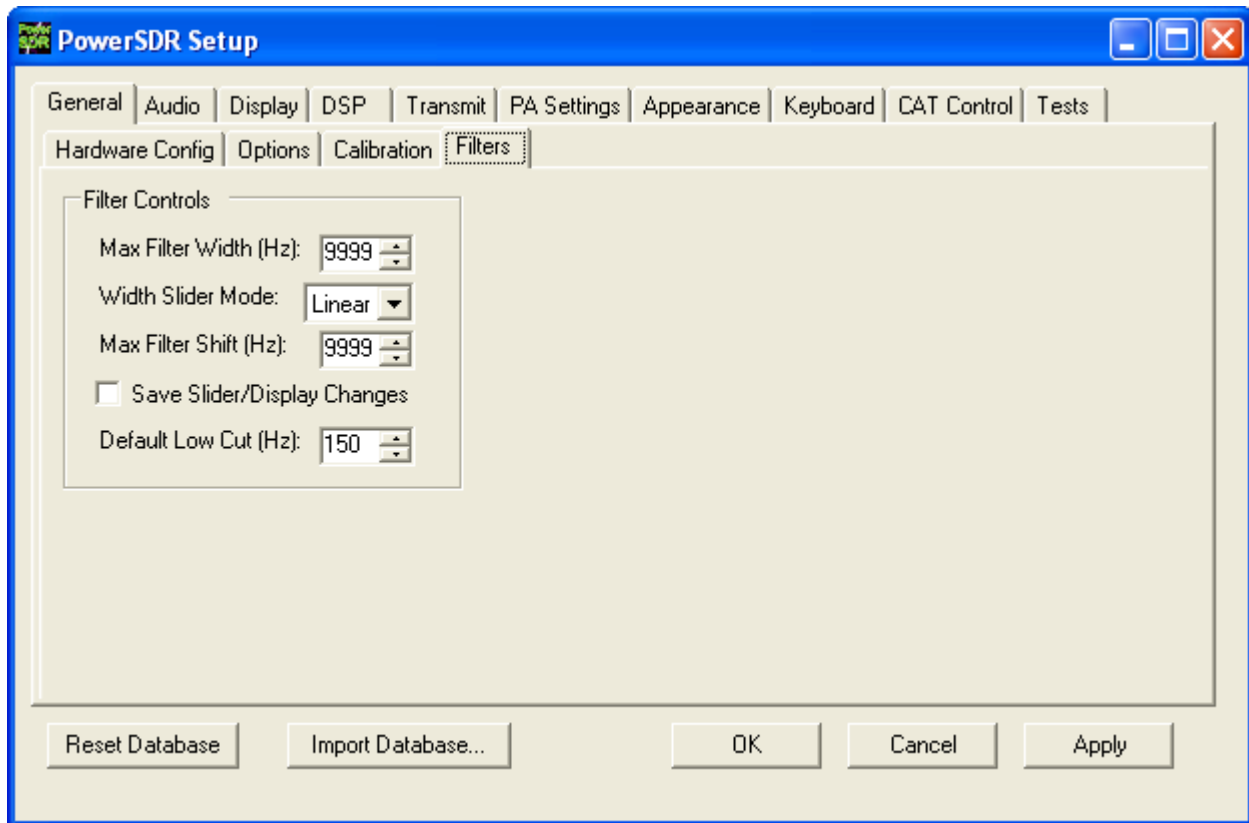 Power SDR PowerSDR Setup
General Audio Display DSP Transmit PA Settings Appearance Keyboard CAT Control Tests
Hardware Config Options Calibration Filters
Filter Controls
Max Filter Width (Hz): 9999
Width Slider Mode: Linear
Max Filter Shift (Hz): 9999
Save Slider/Display Changes
Default Low Cut (Hz): 150
Reset Database Import Database... OK Cancel Apply